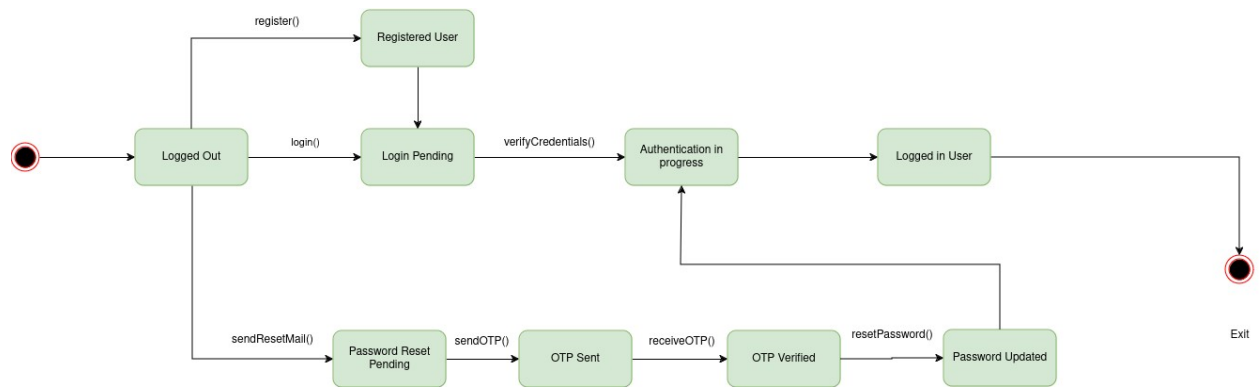 register()
Registered User
Logged Out
login()
Login Pending
verifyCredentials()
Authentication in
progress
Logged in User
Exit
sendResetMail()
Password Reset
Pending
sendOTP()
OTP Sent
receiveOTP()
OTP Verified
resetPassword()
Password Updated